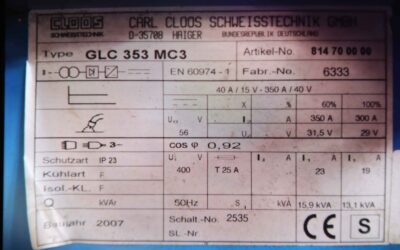 CLOOS CARL CLOOS SCHWEISSTECHNIK GMBH
SCHWEISSTECHNIK D-35708 HAIGER BUNDESREPUBLIK DEUTSCHLAND
Type GLC 353 MC3 Artikel-No. 814 70 00 00
EN 60974-1 Fabr.-No. 6333
40 A / 15 V - 350 A / 40 V
X % 60% 100%
U₀ V I₂ A 350 A 300 A
56 U₂ V 31,5 V 29 V
3~ cos φ 0,92
Schutzart IP 23 U₁ V I A I₁ A I₁ A
Kühlart F 400 T 25 A 23 19
Isol.-KL. F
kVA 50Hz S₁ kVA 15,9 kVA 13,1 kVA
Baujahr 2007 Schalt.-No. 2535
SL.-Nr CE S